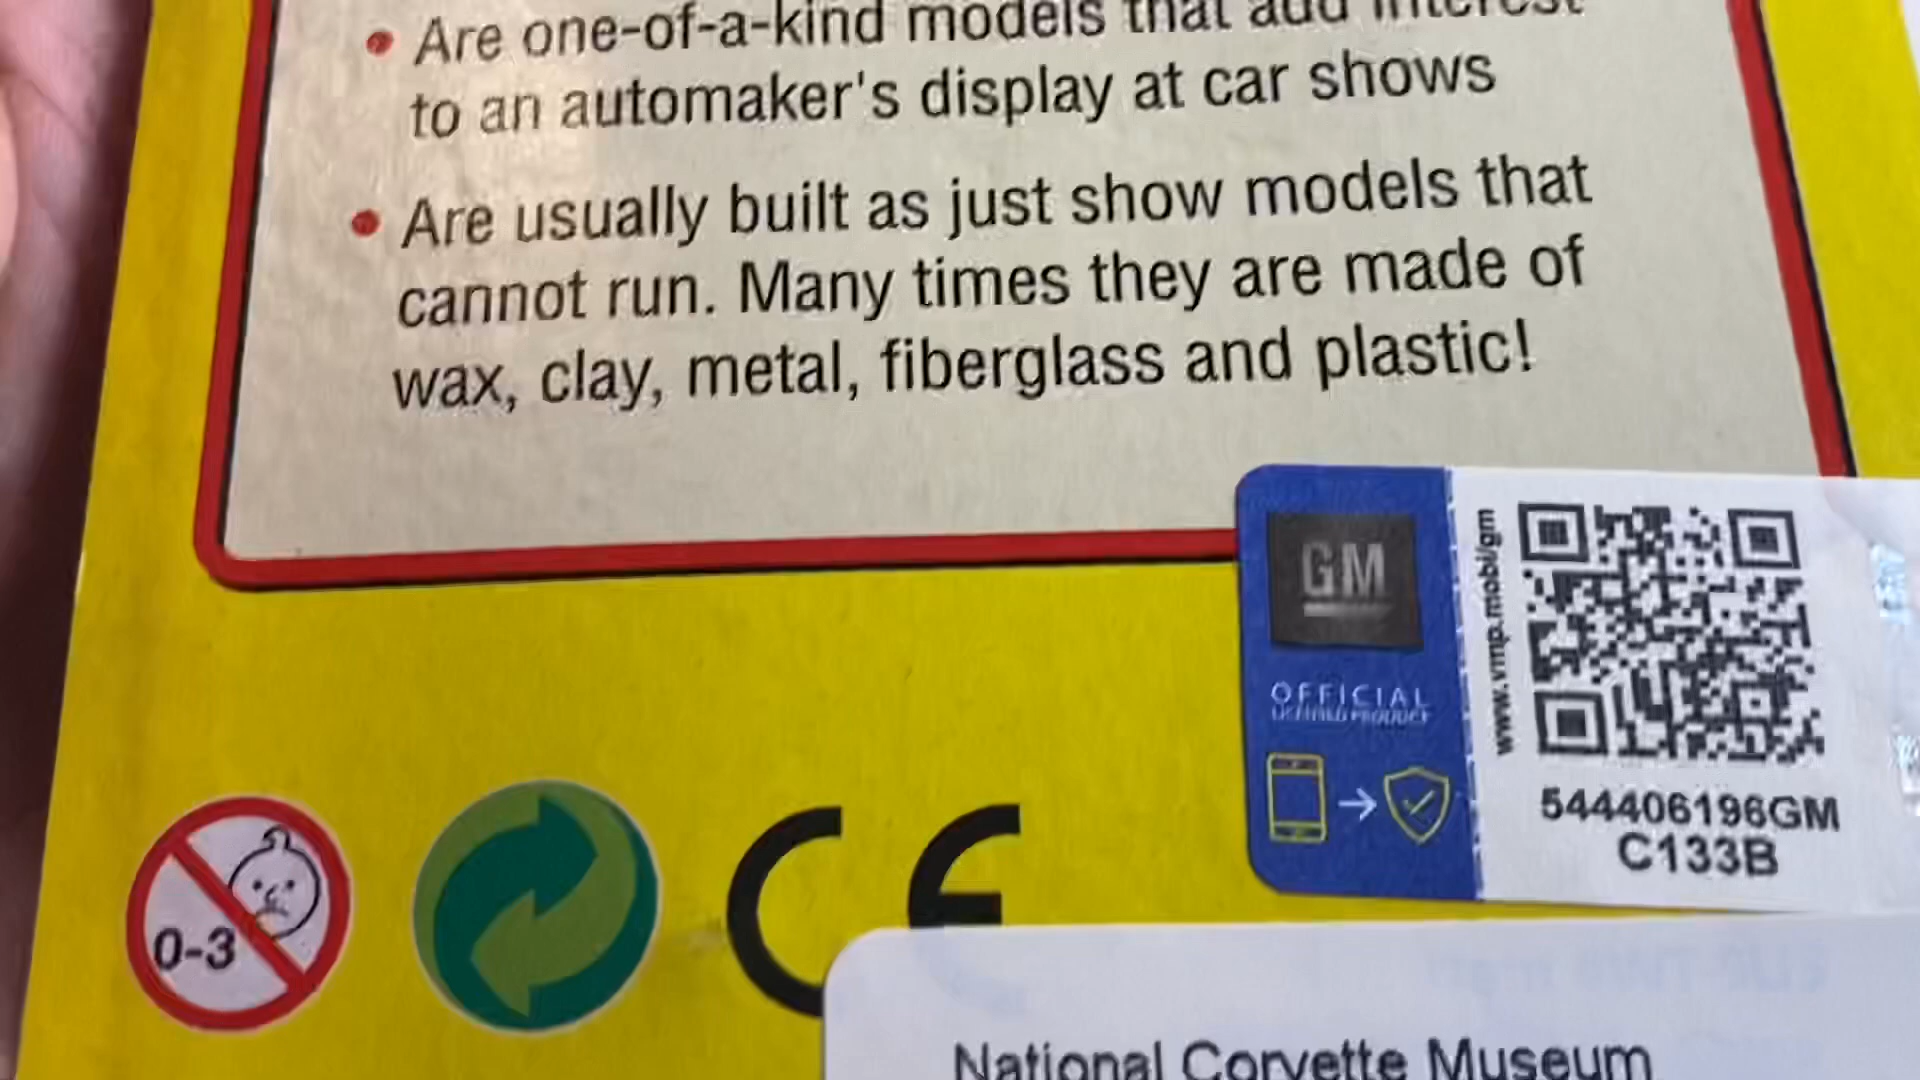 • Are one-of-a-kind models that add interest
to an automaker's display at car shows
• Are usually built as just show models that
cannot run. Many times they are made of
wax, clay, metal, fiberglass and plastic!
GM
OFFICIAL
LICENSED PRODUCT
www.vmp.mobi/gm
544406196GM
C133B
0-3
CE
National Corvette Museum